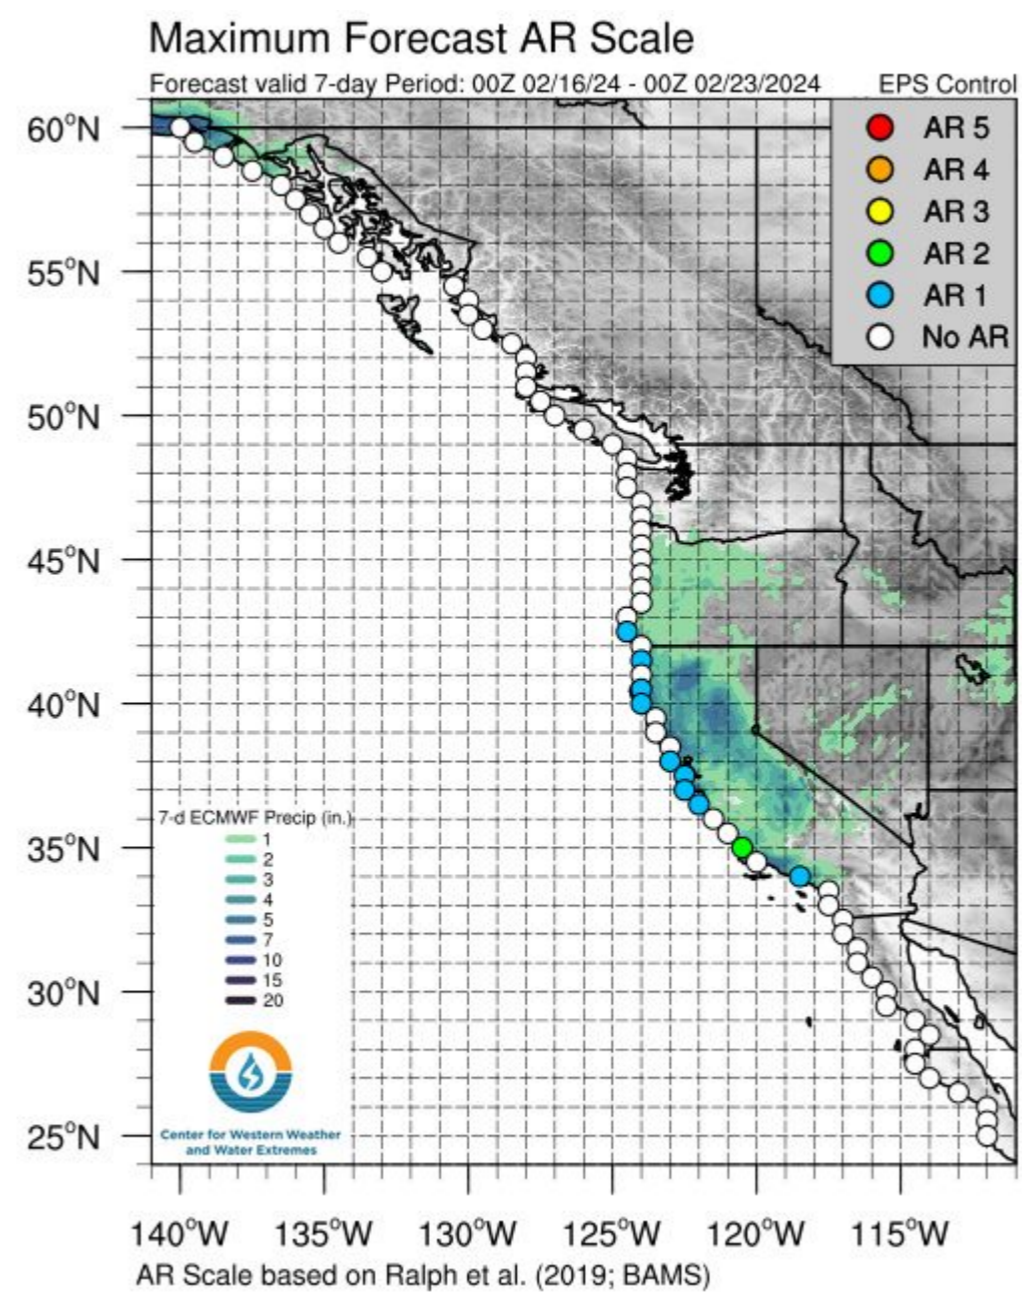 Maximum Forecast AR Scale
Forecast valid 7-day Period: 00Z 02/16/24 - 00Z 02/23/2024 EPS Control
AR 5
AR 4
AR 3
AR 2
AR 1
No AR
60°N
55°N
50°N
45°N
40°N
35°N
30°N
25°N
7-d ECMWF Precip (in.)
1
2
3
4
5
7
10
15
20
Center for Western Weather
and Water Extremes
140°W 135°W 130°W 125°W 120°W 115°W
AR Scale based on Ralph et al. (2019; BAMS)